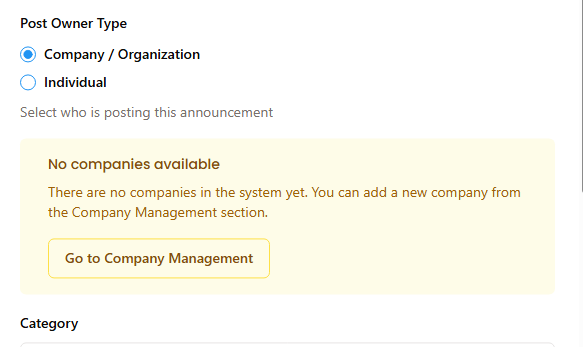 Post Owner Type
Company / Organization
Individual
Select who is posting this announcement
No companies available
There are no companies in the system yet. You can add a new company from
the Company Management section.
Go to Company Management
Category